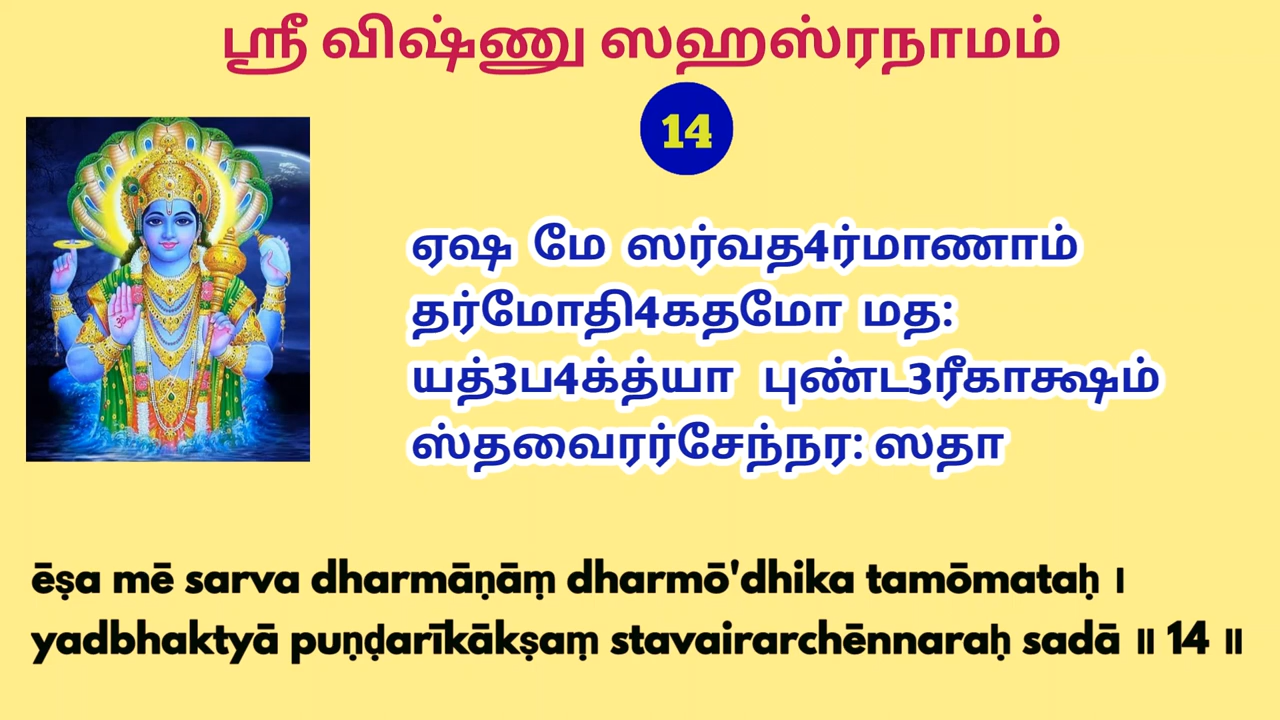 ஸ்ரீ விஷ்ணு ஸஹஸ்ரநாமம்
14
ஏஷ மே ஸர்வத4ர்மாணாம்
தர்மோதி4கதமோ மத:
யத்3ப4க்த்யா புண்ட3ரீகாக்ஷம்
ஸ்தவைரர்சேந்நர: ஸதா
ēṣa mē sarva dharmāṇāṃ dharmō'dhika tamōmataḥ ।
yadbhaktyā puṇḍarīkākṣaṃ stavairarchēnnaraḥ sadā ॥ 14 ॥